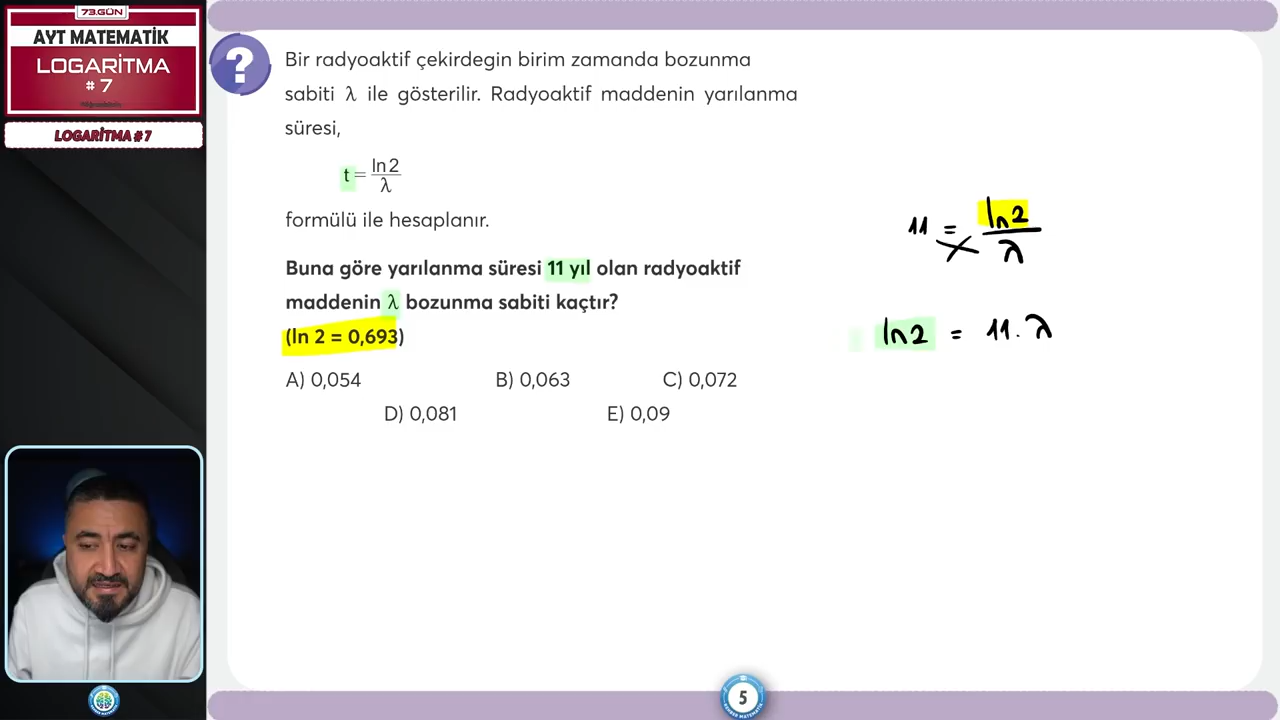 73.GÜN
AYT MATEMATİK
LOGARİTMA
# 7
LOGARİTMA # 7
?
Bir radyoaktif çekirdegin birim zamanda bozunma
sabiti λ ile gösterilir. Radyoaktif maddenin yarılanma
süresi,
t = ln 2 / λ
formülü ile hesaplanır.
Buna göre yarılanma süresi 11 yıl olan radyoaktif
maddenin λ bozunma sabiti kaçtır?
(ln 2 = 0,693)
A) 0,054 B) 0,063 C) 0,072
D) 0,081 E) 0,09
11 = ln2 / λ
ln2 = 11. λ
5